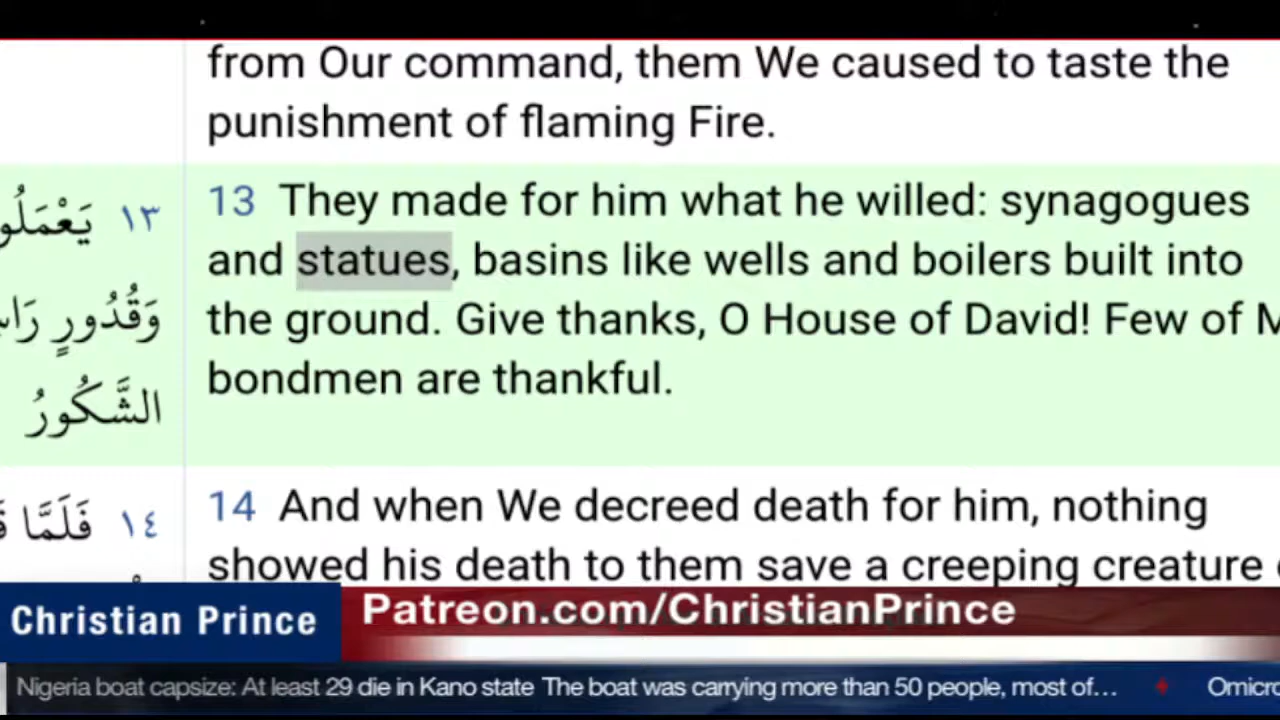 from Our command, them We caused to taste the
punishment of flaming Fire.
١٣ يَعْمَلُو
وَقُدُورٍ
الشَّكُورُ
13 They made for him what he willed: synagogues
and statues, basins like wells and boilers built into
the ground. Give thanks, O House of David! Few of M
bondmen are thankful.
١٤ فَلَمَّا
14 And when We decreed death for him, nothing
showed his death to them save a creeping creature
Christian Prince
Patreon.com/ChristianPrince
Nigeria boat capsize: At least 29 die in Kano state The boat was carrying more than 50 people, most of… Omicro